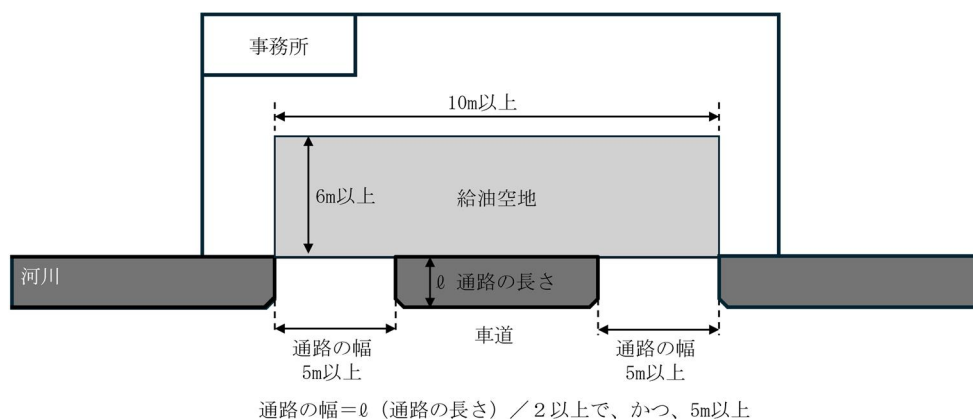 事務所
10m以上
6m以上
給油空地
河川
ℓ 通路の長さ
車道
通路の幅
5m以上
通路の幅
5m以上
通路の幅＝ℓ（通路の長さ）／２以上で、かつ、5m以上